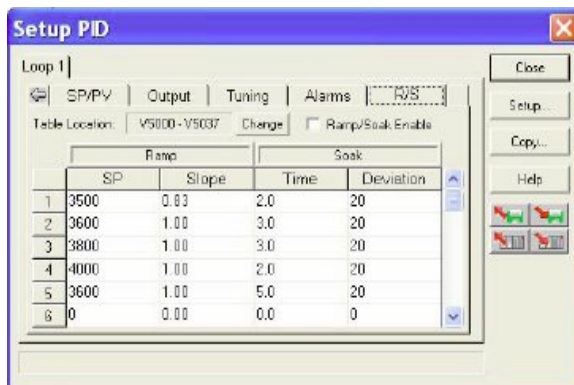 Setup PID
Loop 1
SP/PV Output Tuning Alarms R/S
Table Location: V5000 - V5037 Change Ramp/Soak Enable
Ramp Soak
SP Slope Time Deviation
1 3500 0.83 2.0 20
2 3600 1.00 3.0 20
3 3800 1.00 3.0 20
4 4000 1.00 2.0 20
5 3600 1.00 5.0 20
6 0 0.00 0.0 0
Close
Setup...
Copy...
Help